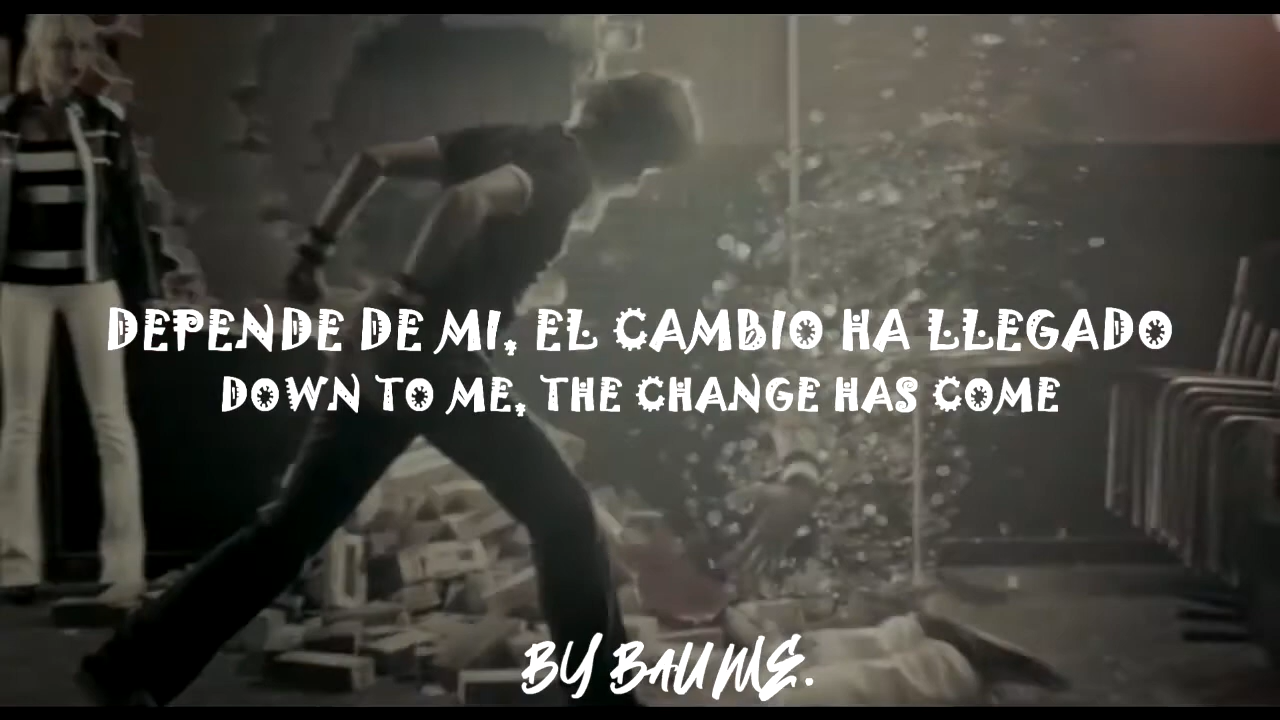 DEPENDE DE MI, EL CAMBIO HA LLEGADO
DOWN TO ME, THE CHANGE HAS COME
BY BAUME.